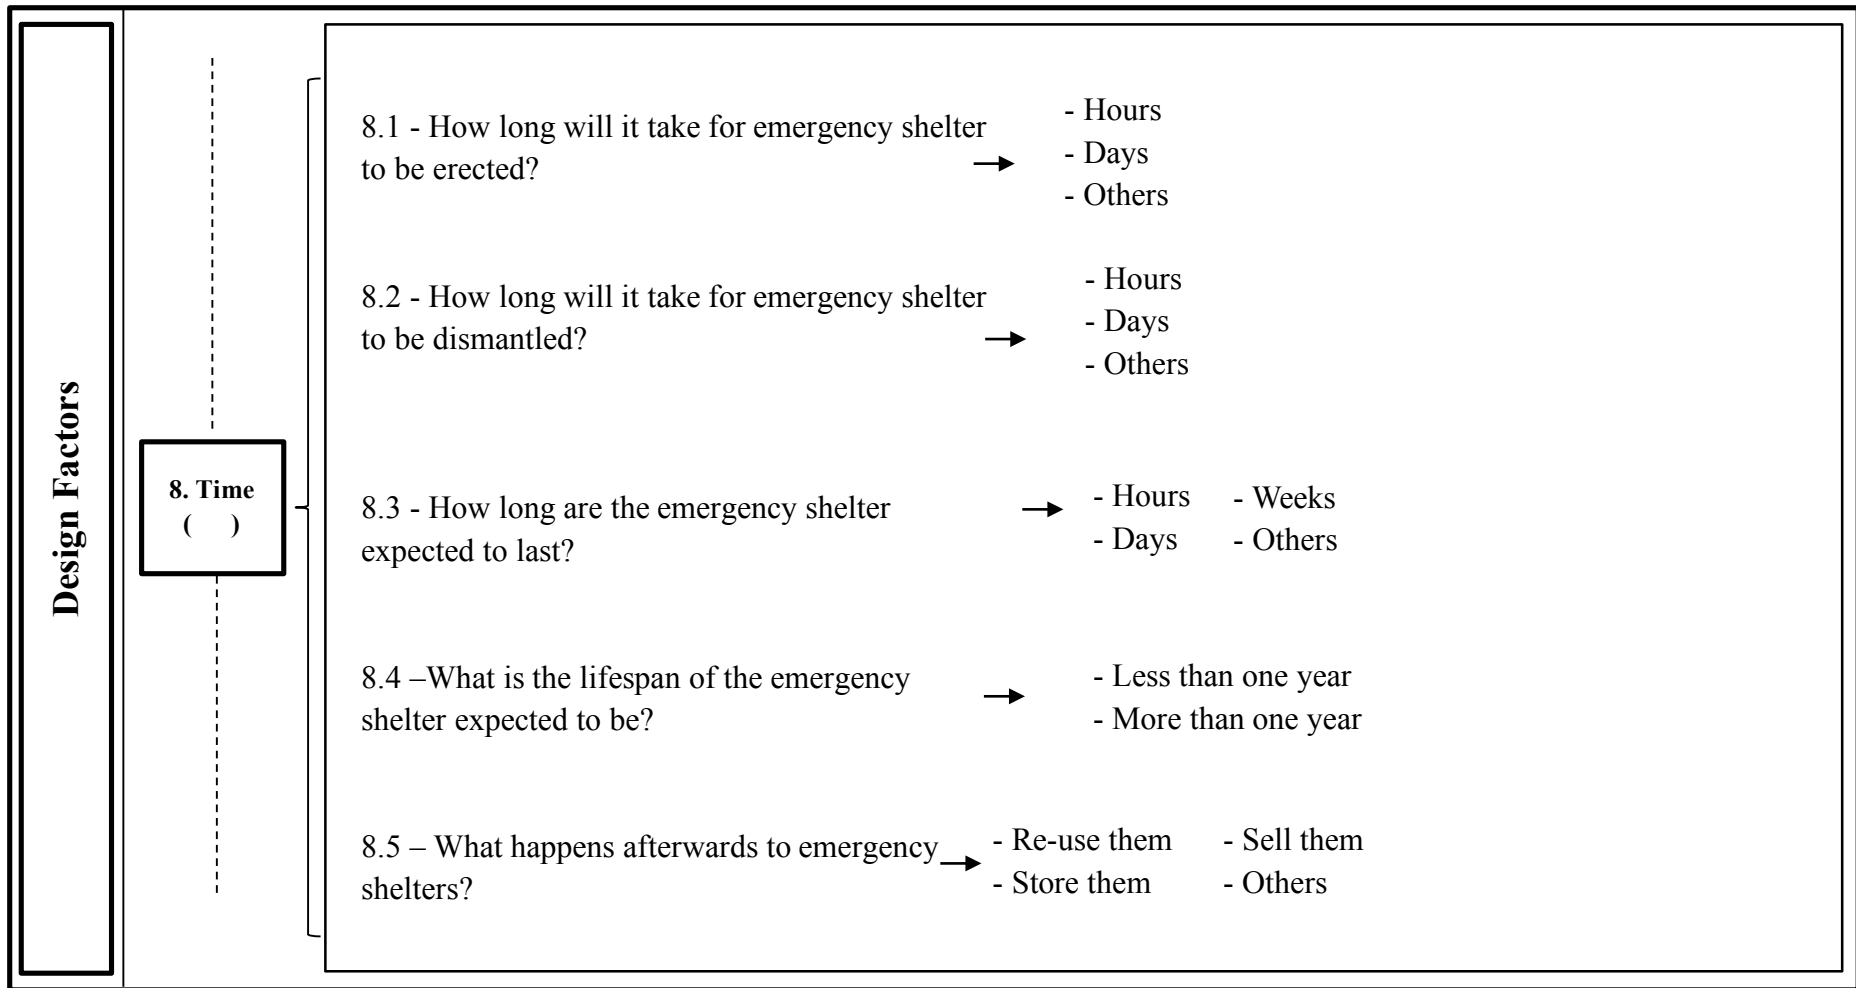 Design Factors
8. Time
( )
8.1 - How long will it take for emergency shelter
to be erected?
- Hours
- Days
- Others
8.2 - How long will it take for emergency shelter
to be dismantled?
- Hours
- Days
- Others
8.3 - How long are the emergency shelter
expected to last?
- Hours - Weeks
- Days - Others
8.4 –What is the lifespan of the emergency
shelter expected to be?
- Less than one year
- More than one year
8.5 – What happens afterwards to emergency
shelters?
- Re-use them - Sell them
- Store them - Others